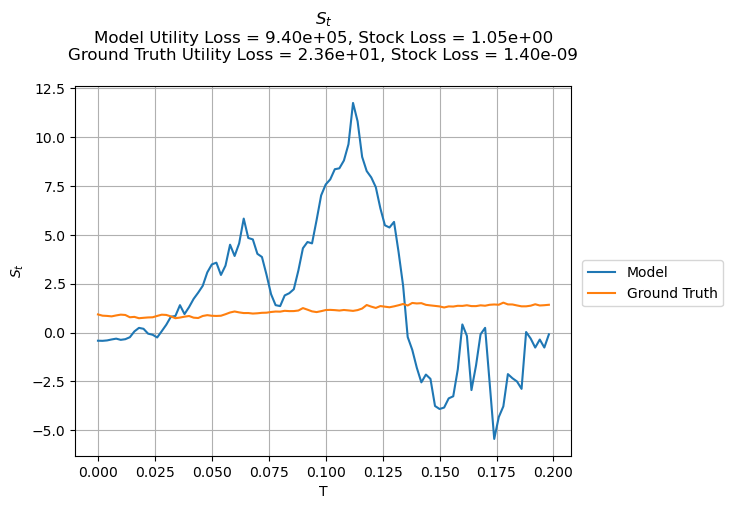 S_t
Model Utility Loss = 9.40e+05, Stock Loss = 1.05e+00
Ground Truth Utility Loss = 2.36e+01, Stock Loss = 1.40e-09
12.5
10.0
7.5
5.0
2.5
0.0
−2.5
−5.0
S_t
0.000 0.025 0.050 0.075 0.100 0.125 0.150 0.175 0.200
T
Model
Ground Truth